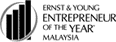 ERNST & YOUNG
ENTREPRENEUR
OF THE YEAR
MALAYSIA